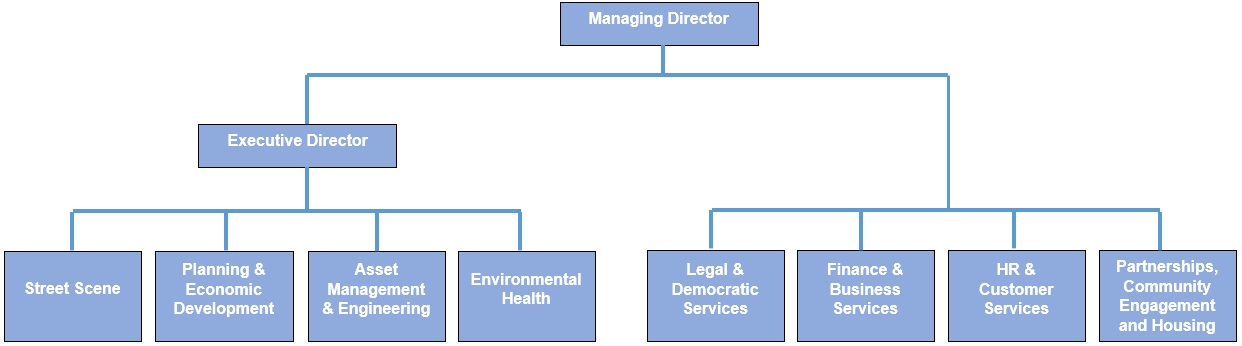 Managing Director
Executive Director
Street Scene
Planning &
Economic
Development
Asset
Management
& Engineering
Environmental
Health
Legal &
Democratic
Services
Finance &
Business
Services
HR &
Customer
Services
Partnerships,
Community
Engagement
and Housing